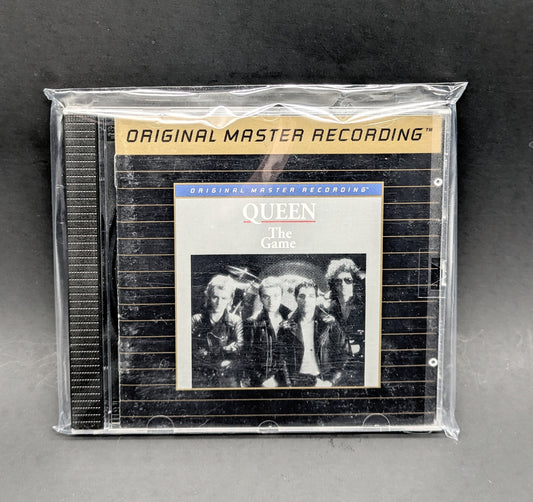 ORIGINAL MASTER RECORDING™
ORIGINAL MASTER RECORDING™
QUEEN
The
Game